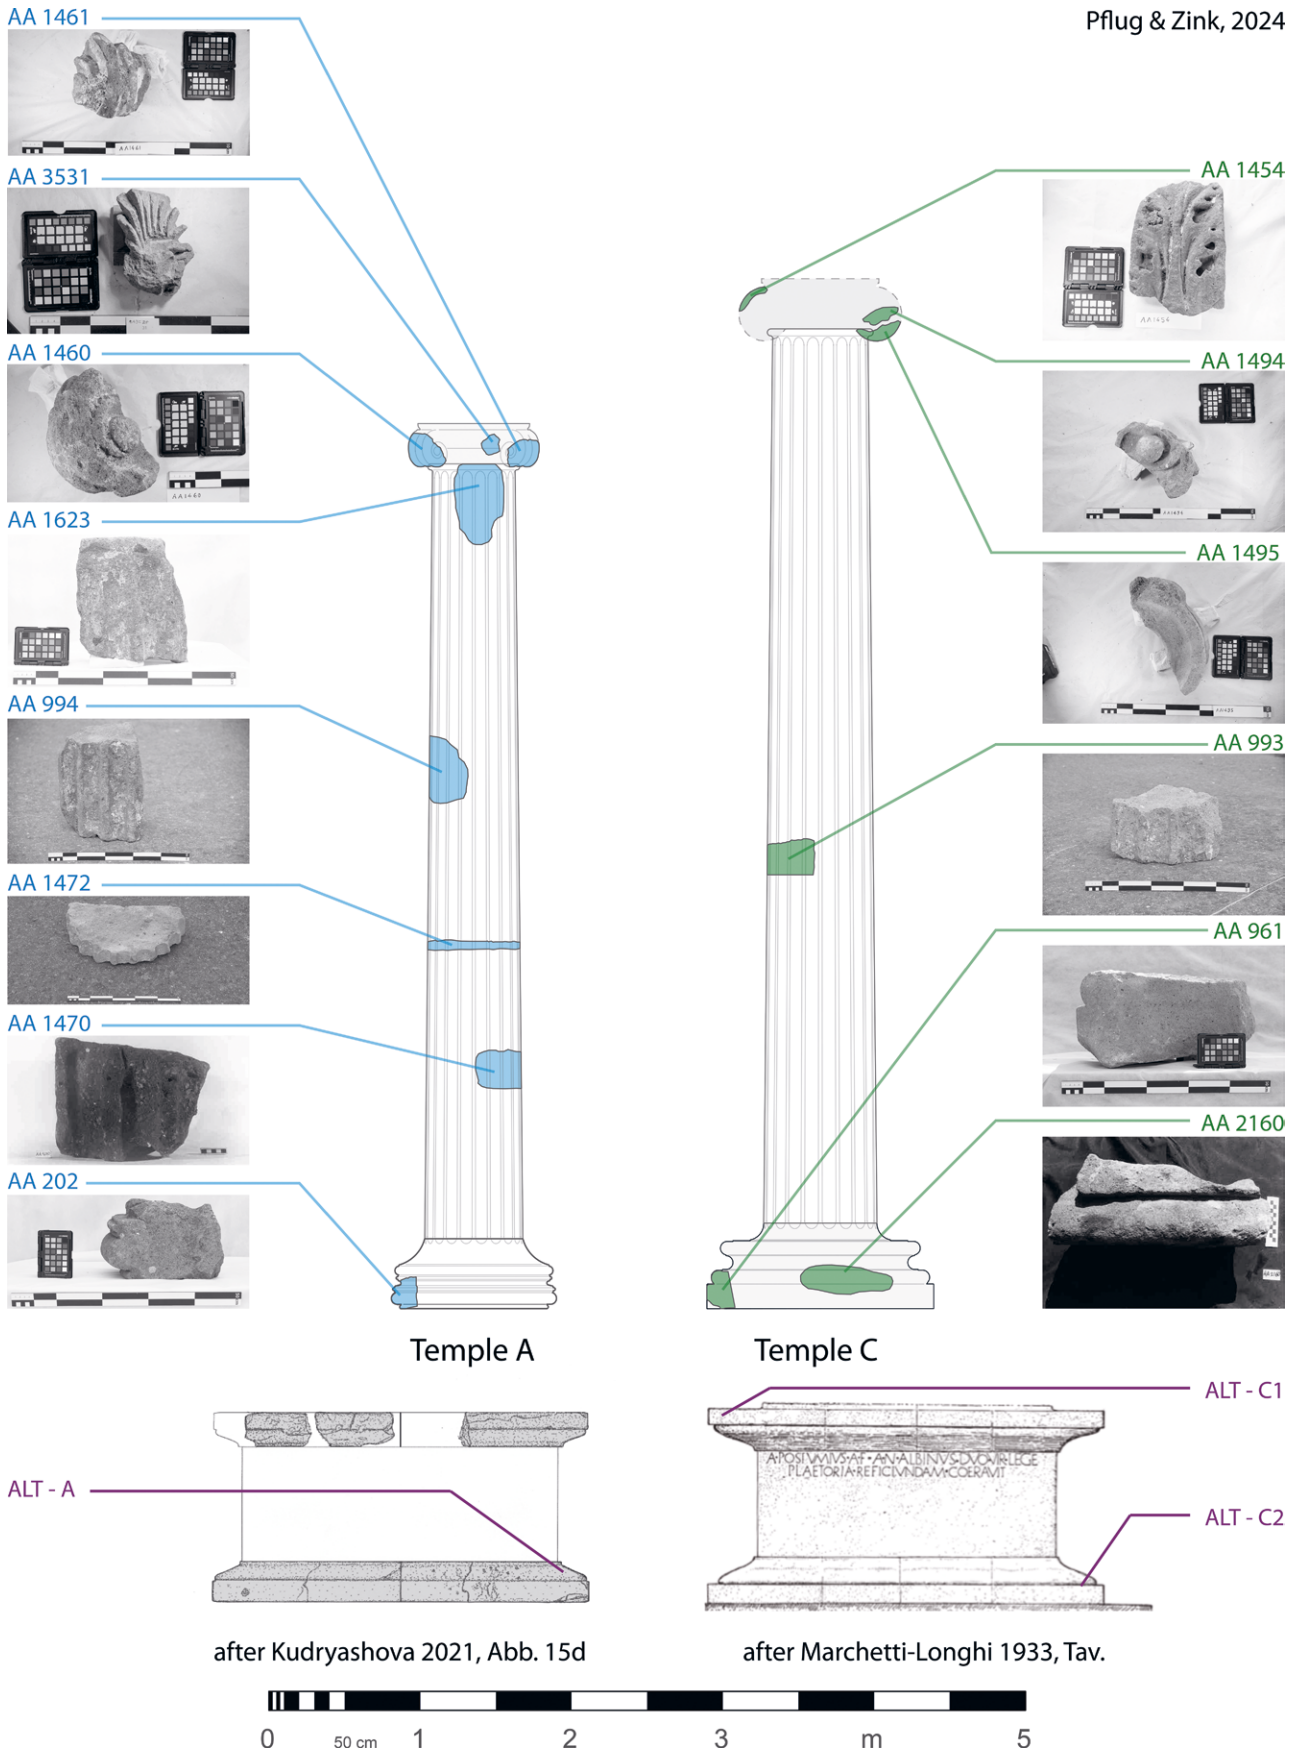 Pflug & Zink, 2024
AA 1461
AA 3531
AA 1460
AA 1623
AA 994
AA 1472
AA 1470
AA 202
AA 1454
AA 1494
AA 1495
AA 993
AA 961
AA 2160
Temple A
Temple C
ALT - A
ALT - C1
ALT - C2
A·POSTVMIVS·AF·A·N·ALBINVS·DVO·VIR·LEGE
PLAETORIA·REFICIVNDAM·COERAVIT
after Kudryashova 2021, Abb. 15d
after Marchetti-Longhi 1933, Tav.
0 50 cm 1 2 3 m 5